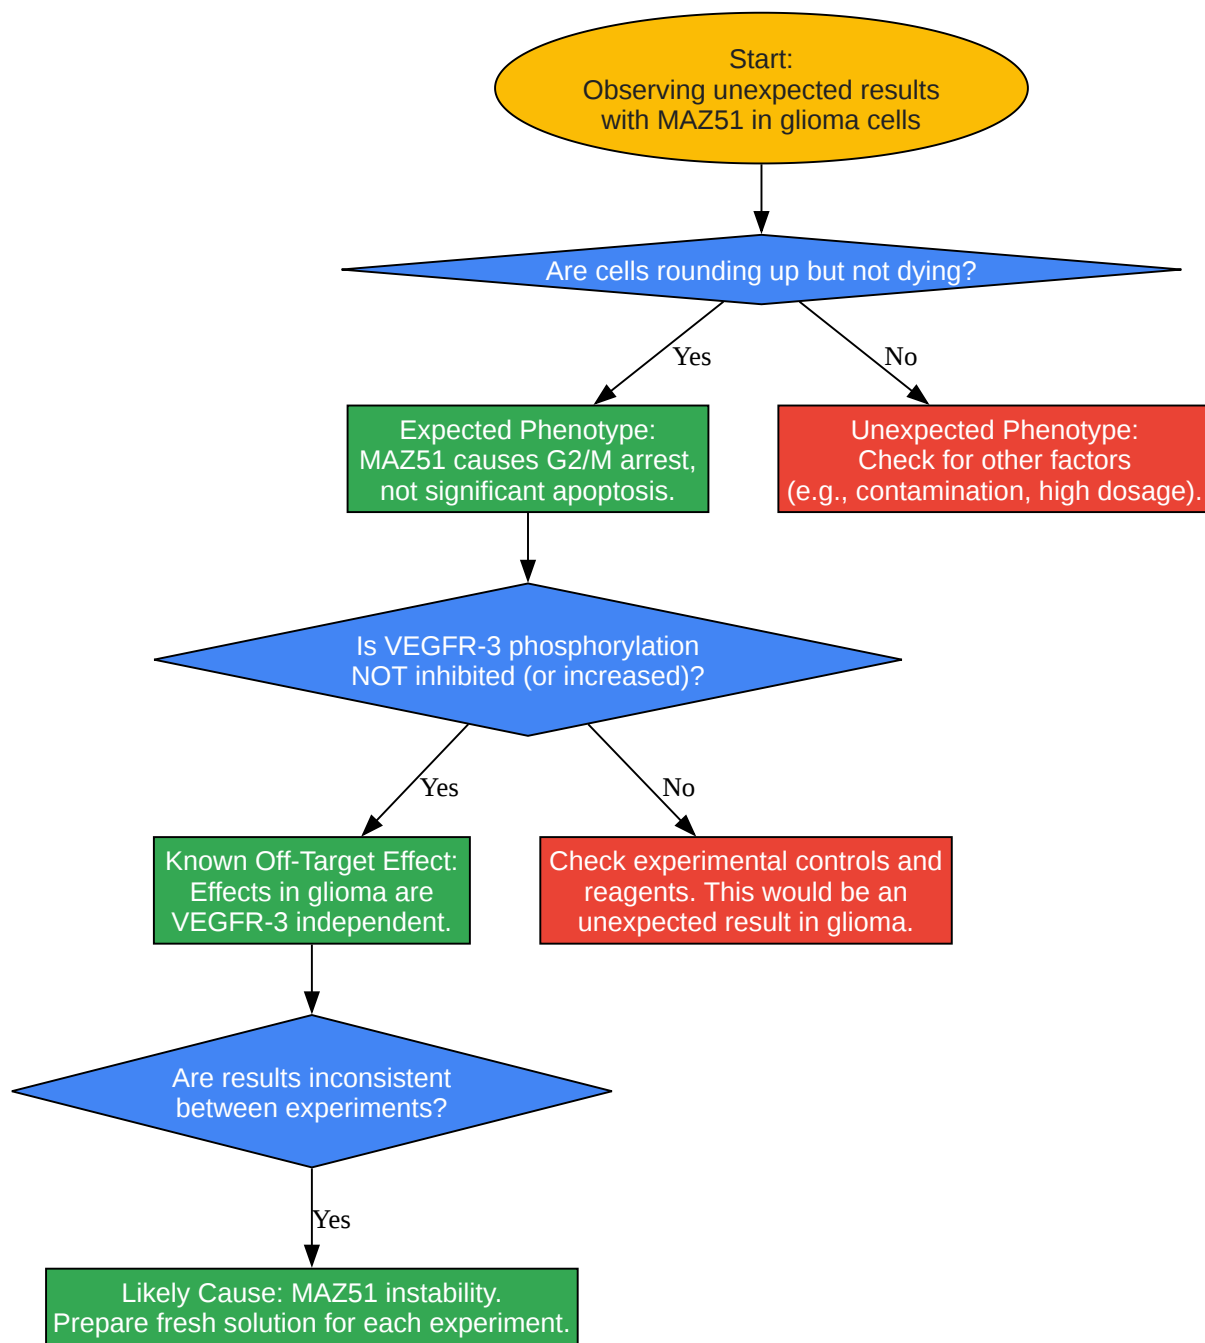 Start:
Observing unexpected results
with MAZ51 in glioma cells
Are cells rounding up but not dying?
Yes
No
Expected Phenotype:
MAZ51 causes G2/M arrest,
not significant apoptosis.
Unexpected Phenotype:
Check for other factors
(e.g., contamination, high dosage).
Is VEGFR-3 phosphorylation
NOT inhibited (or increased)?
Yes
No
Known Off-Target Effect:
Effects in glioma are
VEGFR-3 independent.
Check experimental controls and
reagents. This would be an
unexpected result in glioma.
Are results inconsistent
between experiments?
Yes
Likely Cause: MAZ51 instability.
Prepare fresh solution for each experiment.